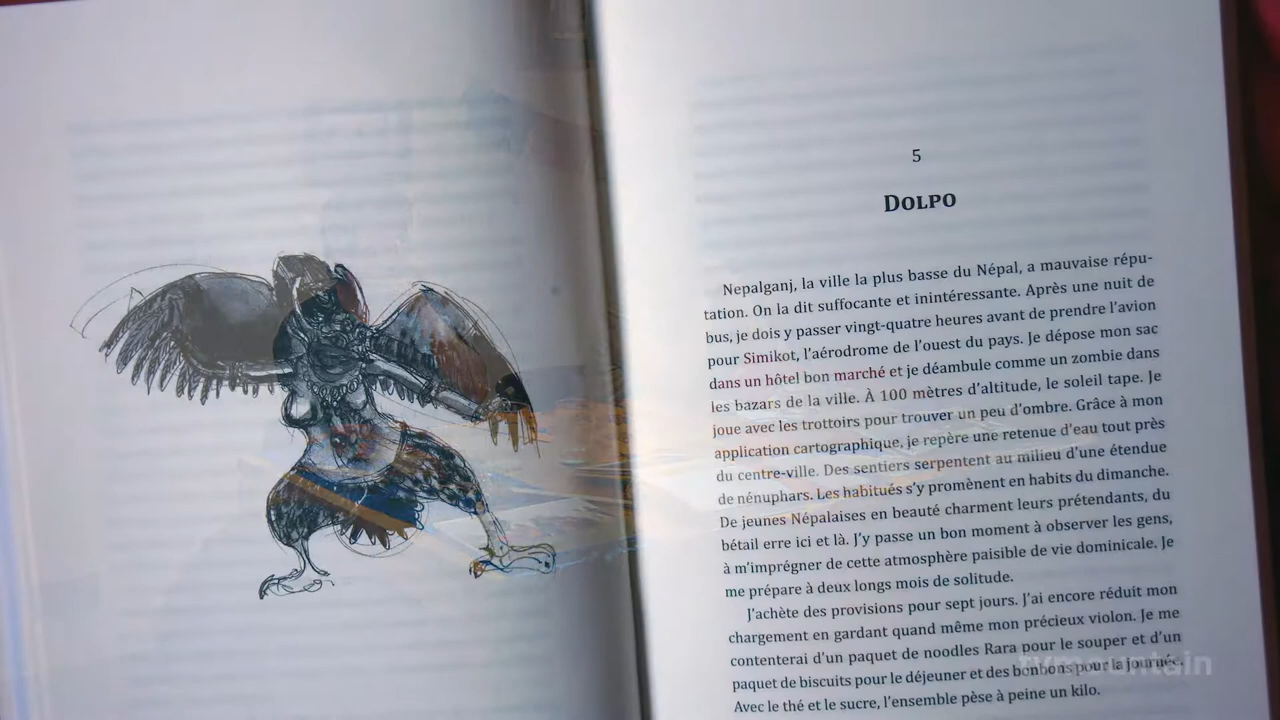 5
DOLPO
Nepalganj, la ville la plus basse du Népal, a mauvaise répu-
tation. On la dit suffocante et inintéressante. Après une nuit de
bus, je dois y passer vingt-quatre heures avant de prendre l'avion
pour Simikot, l'aérodrome de l'ouest du pays. Je dépose mon sac
dans un hôtel bon marché et je déambule comme un zombie dans
les bazars de la ville. À 100 mètres d'altitude, le soleil tape. Je
joue avec les trottoirs pour trouver un peu d'ombre. Grâce à mon
application cartographique, je repère une retenue d'eau tout près
du centre-ville. Des sentiers serpentent au milieu d'une étendue
de nénuphars. Les habitués s'y promènent en habits du dimanche.
De jeunes Népalaises en beauté charment leurs prétendants, du
bétail erre ici et là. J'y passe un bon moment à observer les gens,
à m'imprégner de cette atmosphère paisible de vie dominicale. Je
me prépare à deux longs mois de solitude.
J'achète des provisions pour sept jours. J'ai encore réduit mon
chargement en gardant quand même mon précieux violon. Je me
contenterai d'un paquet de noodles Rara pour le souper et d'un
paquet de biscuits pour le déjeuner et des bonbons pour la journée.
Avec le thé et le sucre, l'ensemble pèse à peine un kilo.
tvmountain